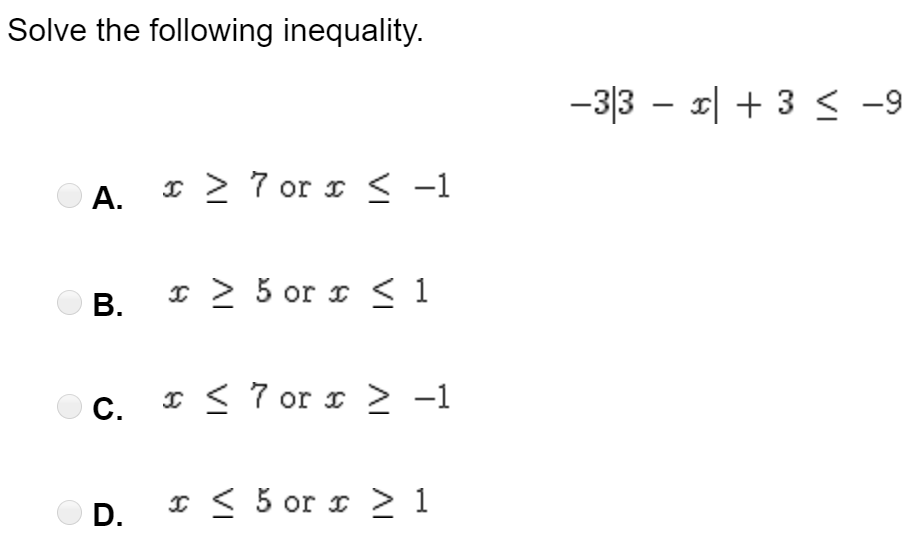 Solve the following inequality.
−3|3 − x| + 3 ≤ −9
A. x ≥ 7 or x ≤ −1
B. x ≥ 5 or x ≤ 1
C. x ≤ 7 or x ≥ −1
D. x ≤ 5 or x ≥ 1